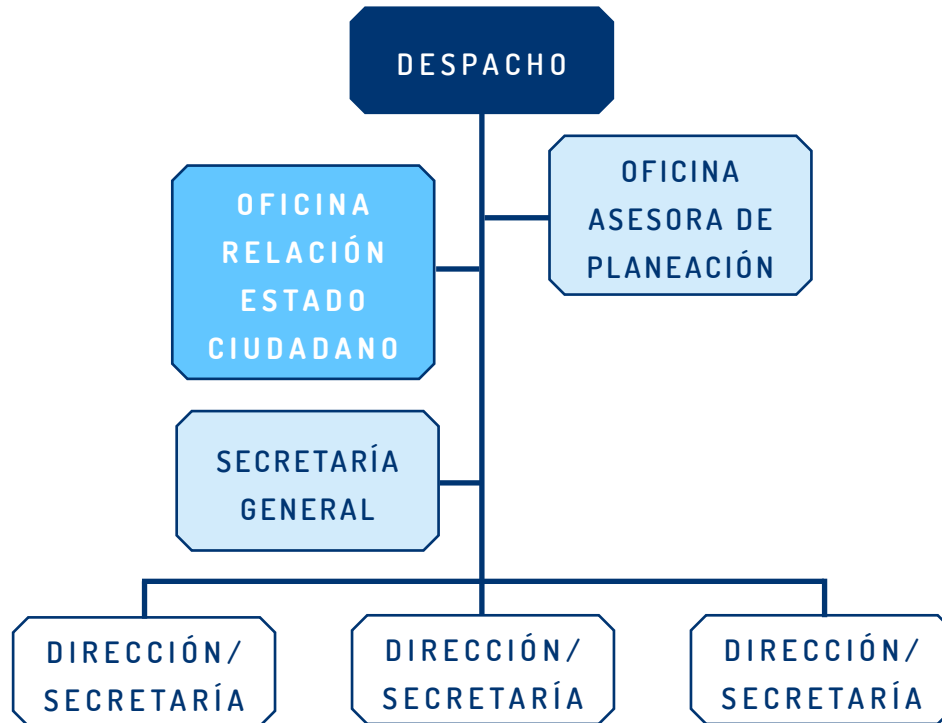 DESPACHO
OFICINA
RELACIÓN
ESTADO
CIUDADANO
OFICINA
ASESORA DE
PLANEACIÓN
SECRETARÍA
GENERAL
DIRECCIÓN/
SECRETARÍA
DIRECCIÓN/
SECRETARÍA
DIRECCIÓN/
SECRETARÍA